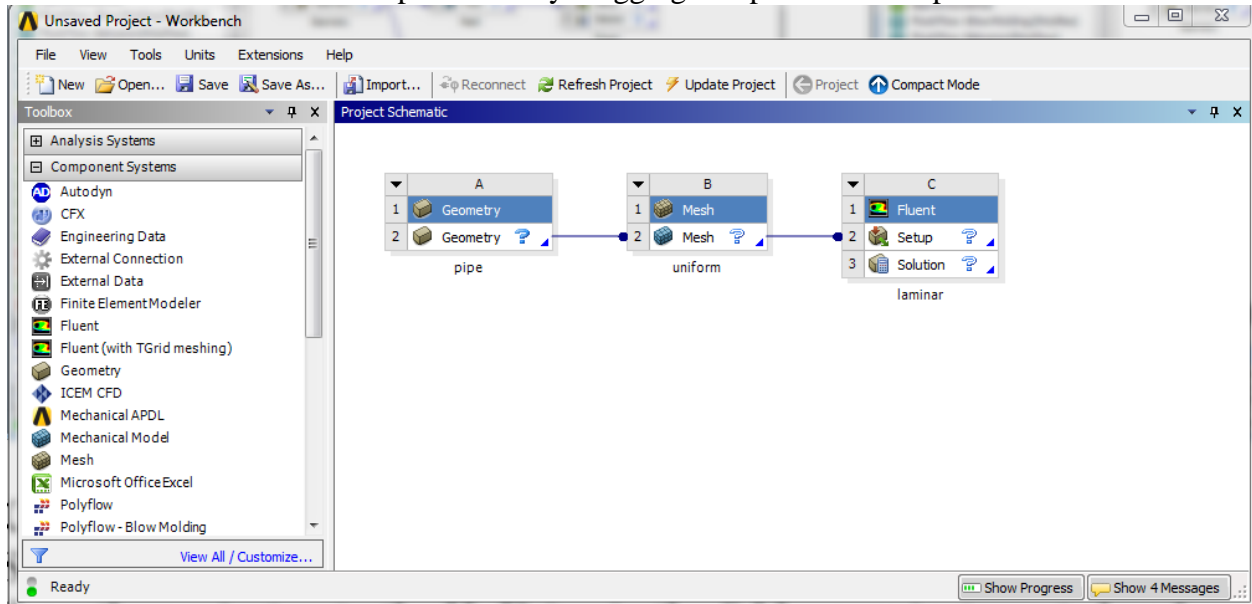 Unsaved Project - Workbench
File View Tools Units Extensions Help
New Open... Save Save As... Import... Reconnect Refresh Project Update Project Project Compact Mode
Toolbox
Project Schematic
Analysis Systems
Component Systems
Autodyn
CFX
Engineering Data
External Connection
External Data
Finite Element Modeler
Fluent
Fluent (with TGrid meshing)
Geometry
ICEM CFD
Mechanical APDL
Mechanical Model
Mesh
Microsoft Office Excel
Polyflow
Polyflow - Blow Molding
View All / Customize...
A
1 Geometry
2 Geometry ?
pipe
B
1 Mesh
2 Mesh ?
uniform
C
1 Fluent
2 Setup ?
3 Solution ?
laminar
Ready
Show Progress Show 4 Messages